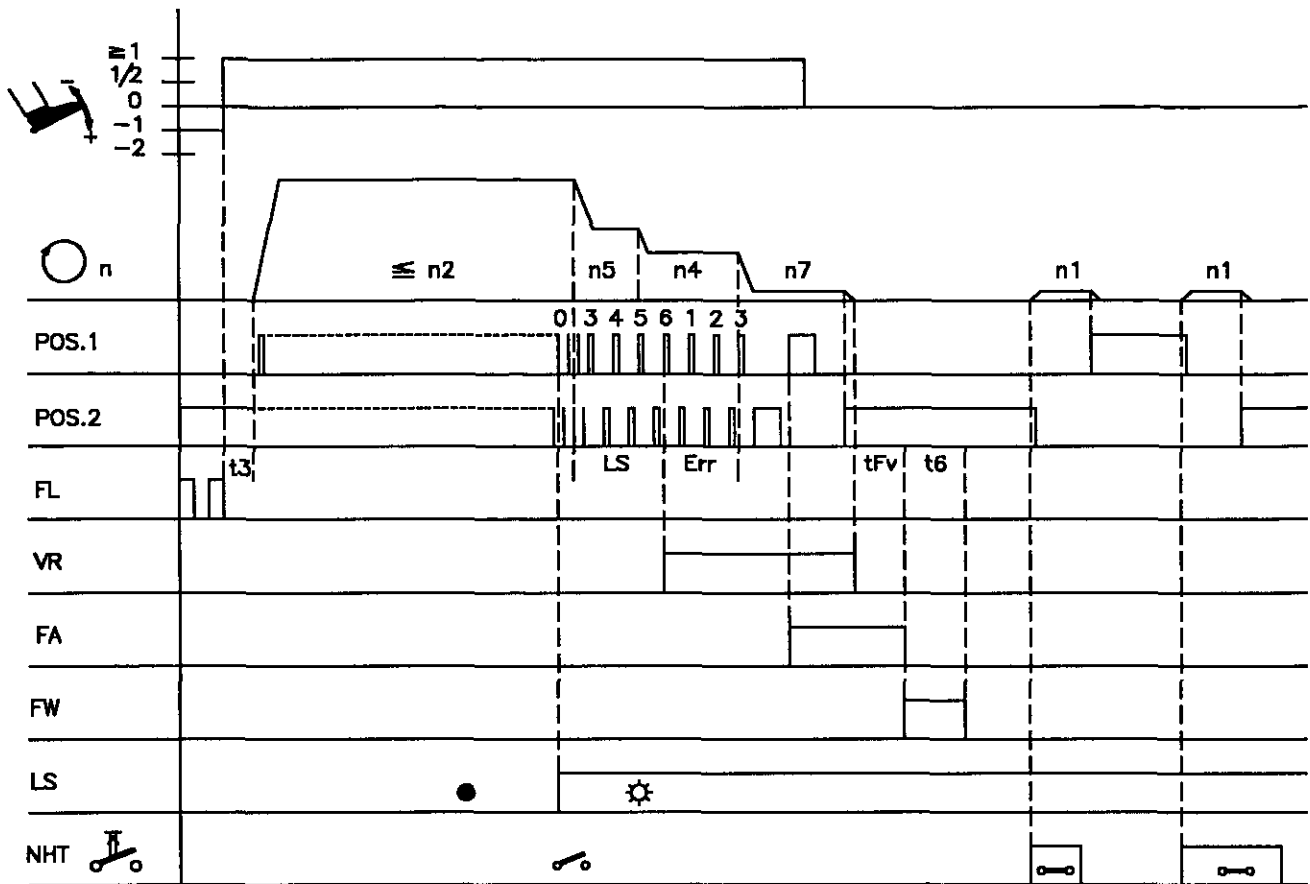 ≧1
1/2
0
-1
-2
-
+
n
≦ n2
n5
n4
n7
n1
n1
0 3 4 5 6 1 2 3
POS.1
POS.2
t3
LS
Err
tFv
t6
FL
VR
FA
FW
LS
NHT